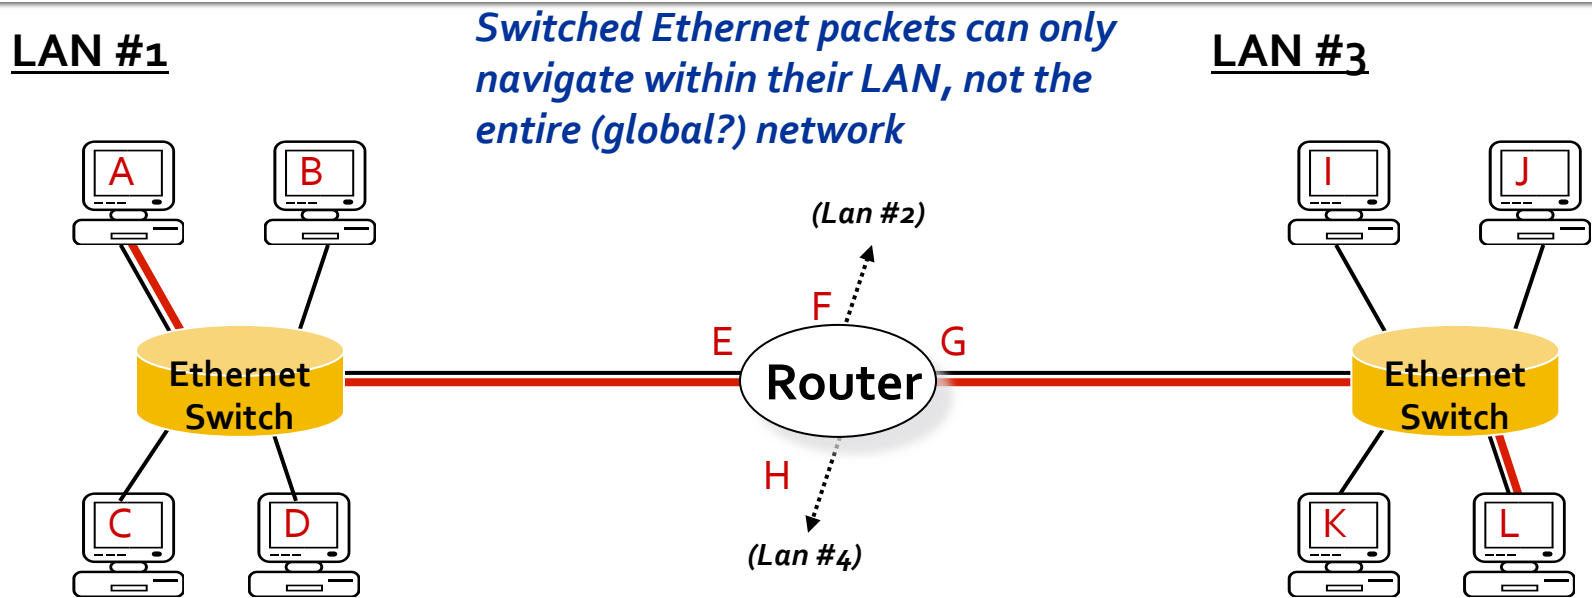 LAN #1
Switched Ethernet packets can only
navigate within their LAN, not the
entire (global?) network
LAN #3
A
B
I
J
(Lan #2)
F
E
G
Ethernet
Switch
Router
Ethernet
Switch
H
C
D
(Lan #4)
K
L